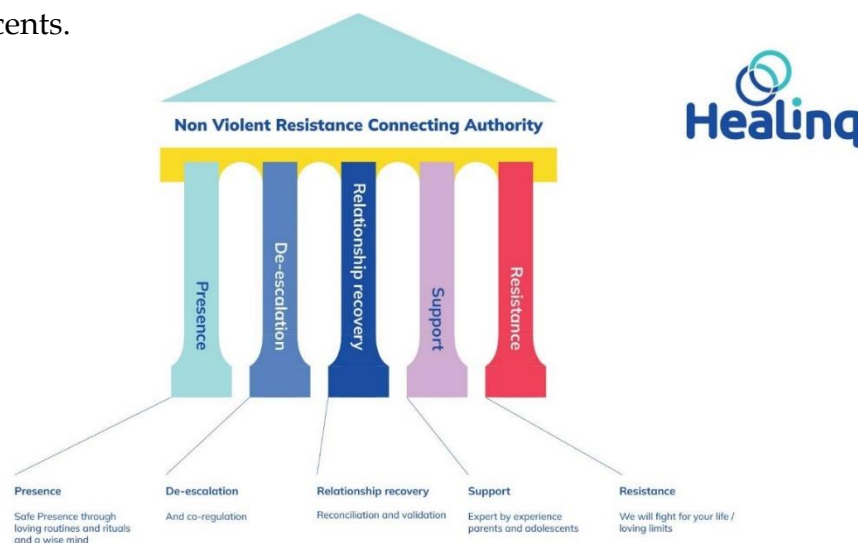 Non Violent Resistance Connecting Authority
HeaLinq
Presence
De-escalation
Relationship recovery
Support
Resistance
Presence
Safe Presence through
loving routines and rituals
and a wise mind
De-escalation
And co-regulation
Relationship recovery
Reconciliation and validation
Support
Expert by experience
parents and adolescents
Resistance
We will fight for your life /
loving limits